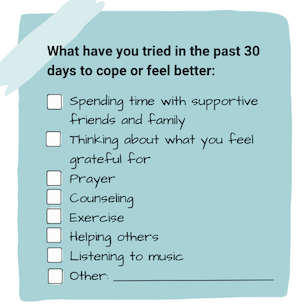 What have you tried in the past 30
days to cope or feel better:
Spending time with supportive
friends and family
Thinking about what you feel
grateful for
Prayer
Counseling
Exercise
Helping others
Listening to music
Other: